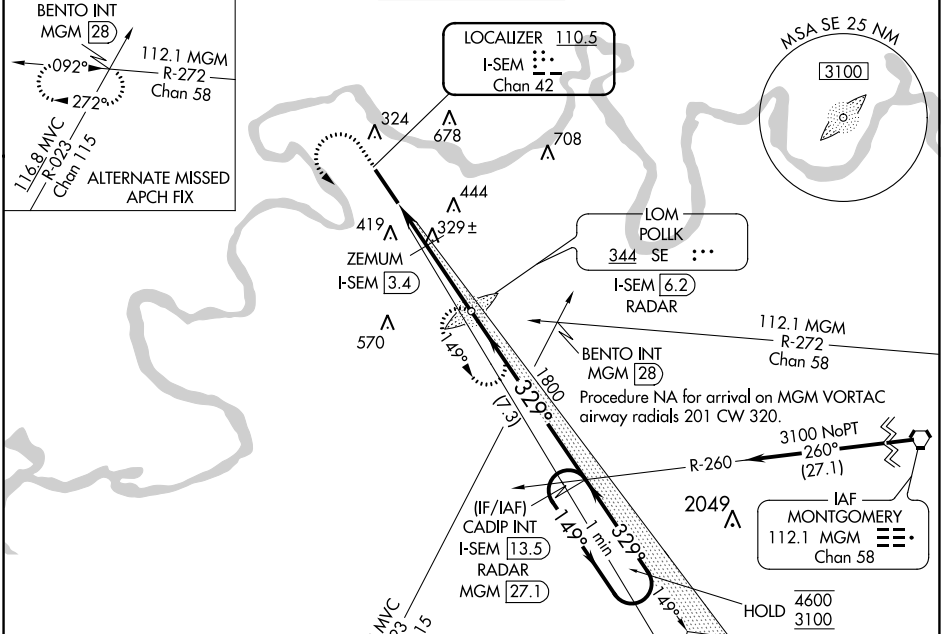 BENTO INT
MGM 28
112.1 MGM
R-272
Chan 58
092°
272°
116.8 MVC
R-023
Chan 115
ALTERNATE MISSED
APCH FIX
LOCALIZER 110.5
I-SEM
Chan 42
MSA SE 25 NM
3100
324
678
708
444
419
329±
ZEMUM
I-SEM 3.4
LOM
POLLK
344 SE
I-SEM 6.2
RADAR
570
149°
(7.3)
1800
329°
112.1 MGM
R-272
Chan 58
BENTO INT
MGM 28
Procedure NA for arrival on MGM VORTAC
airway radials 201 CW 320.
3100 NoPT
260°
(27.1)
R-260
2049
IAF
MONTGOMERY
112.1 MGM
Chan 58
(IF/IAF)
CADIP INT
I-SEM 13.5
RADAR
MGM 27.1
149°
1 min
329°
149°
HOLD 4600
3100
MVC